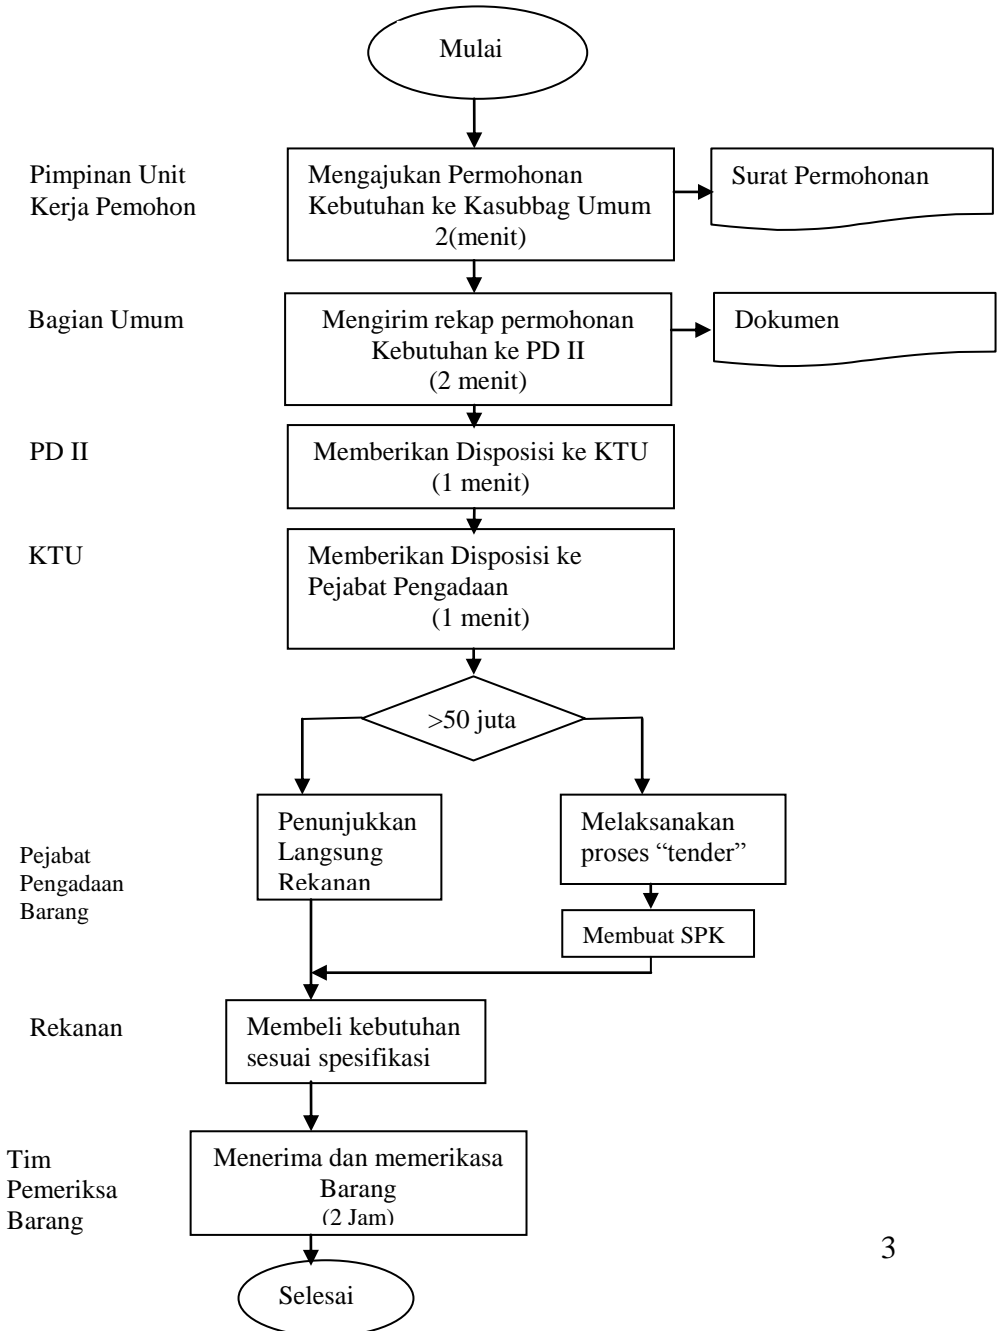 Mulai
Pimpinan Unit
Kerja Pemohon
Mengajukan Permohonan
Kebutuhan ke Kasubbag Umum
2(menit)
Surat Permohonan
Bagian Umum
Mengirim rekap permohonan
Kebutuhan ke PD II
(2 menit)
Dokumen
PD II
Memberikan Disposisi ke KTU
(1 menit)
KTU
Memberikan Disposisi ke
Pejabat Pengadaan
(1 menit)
>50 juta
Pejabat
Pengadaan
Barang
Penunjukkan
Langsung
Rekanan
Melaksanakan
proses “tender”
Membuat SPK
Rekanan
Membeli kebutuhan
sesuai spesifikasi
Tim
Pemeriksa
Barang
Menerima dan memerikasa
Barang
(2 Jam)
3
Selesai